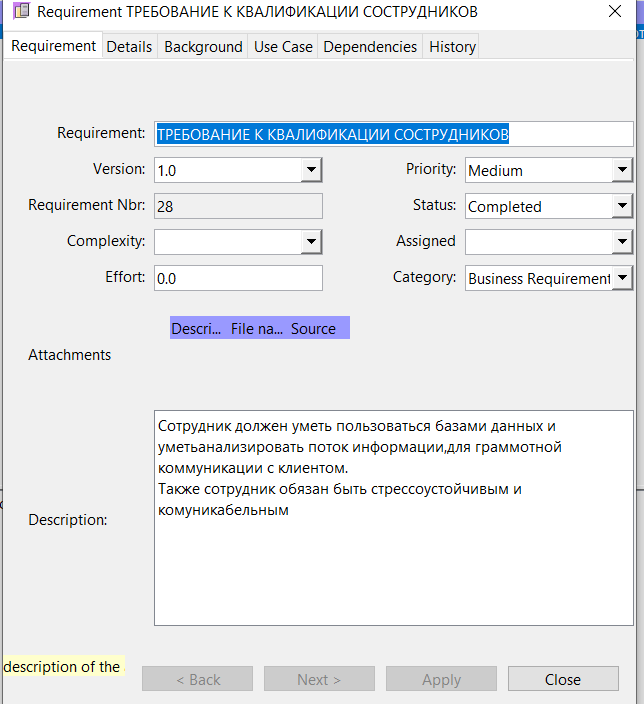 Requirement ТРЕБОВАНИЕ К КВАЛИФИКАЦИИ СОСТРУДНИКОВ
Requirement Details Background Use Case Dependencies History
Requirement: ТРЕБОВАНИЕ К КВАЛИФИКАЦИИ СОСТРУДНИКОВ
Version: 1.0 Priority: Medium
Requirement Nbr: 28 Status: Completed
Complexity: Assigned
Effort: 0.0 Category: Business Requirement
Descri... File na... Source
Attachments
Сотрудник должен уметь пользоваться базами данных и
уметьанализировать поток информации,для граммотной
коммуникации с клиентом.
Также сотрудник обязан быть стрессоустойчивым и
комуникабельным
Description:
description of the
< Back Next > Apply Close